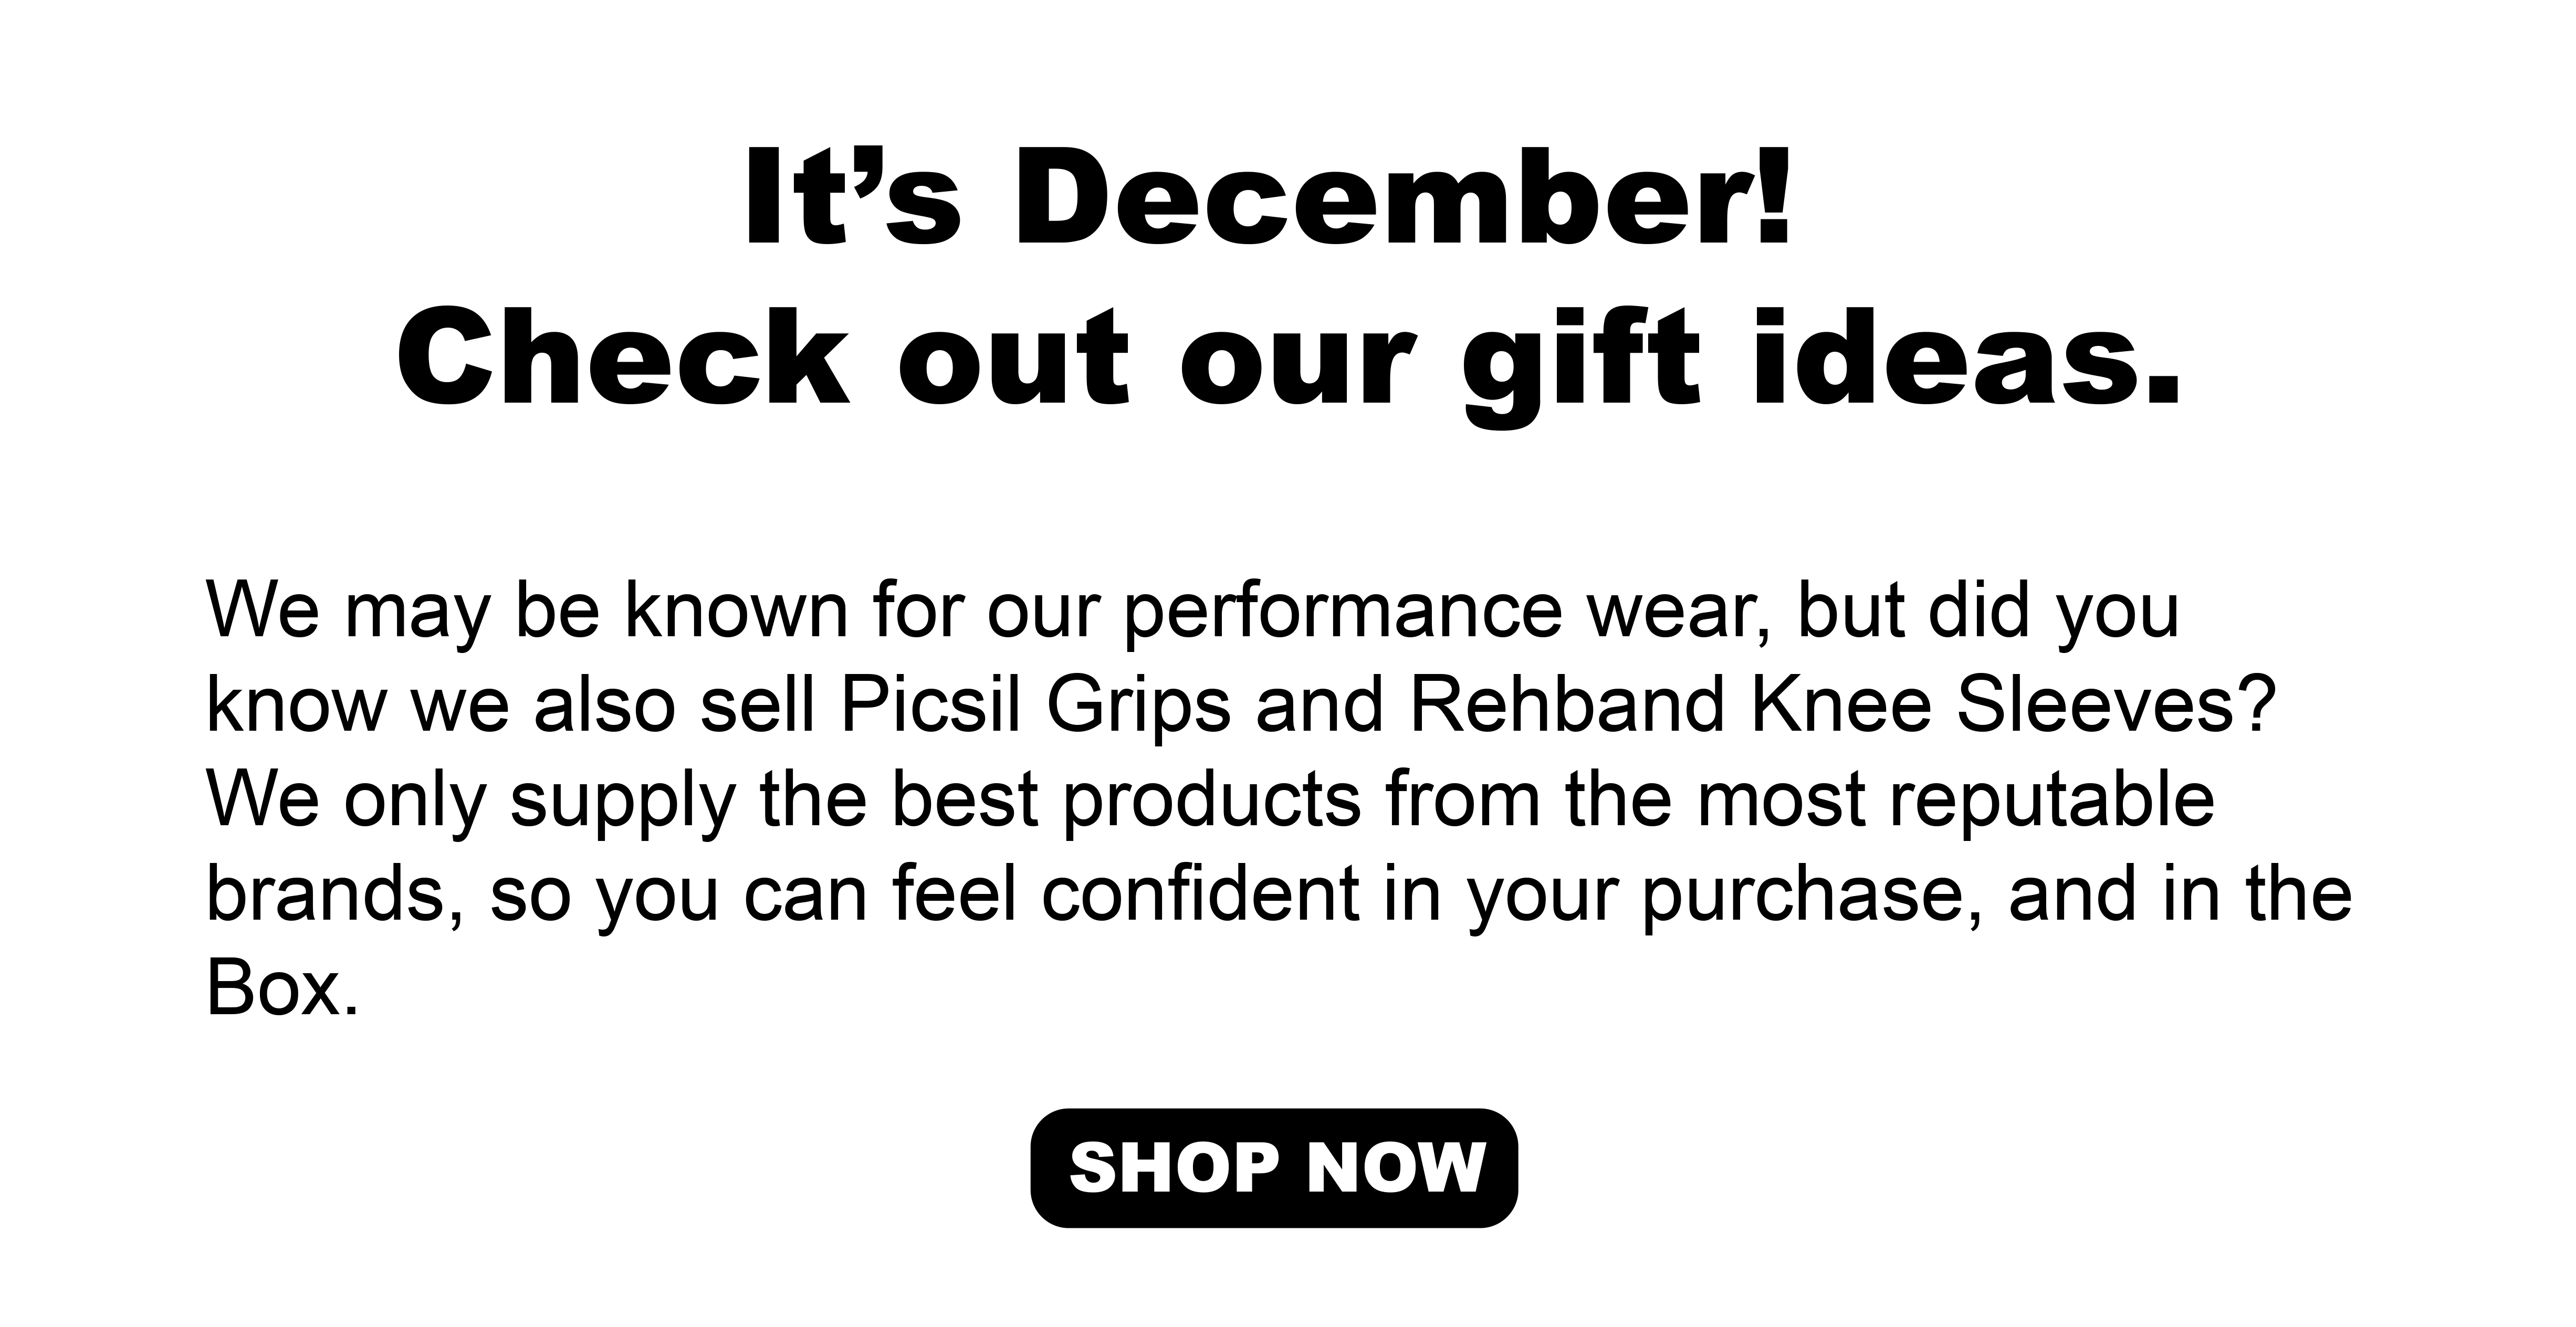 It’s December!
Check out our gift ideas.
We may be known for our performance wear, but did you
know we also sell Picsil Grips and Rehband Knee Sleeves?
We only supply the best products from the most reputable
brands, so you can feel confident in your purchase, and in the
Box.
SHOP NOW